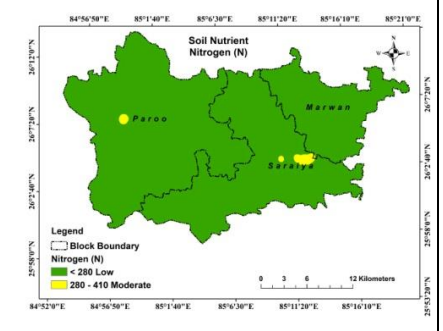 84°56'50"E 85°1'40"E 85°6'30"E 85°11'20"E 85°16'10"E 85°21'0"E
Soil Nutrient
Nitrogen (N)
N
W E
S
26°12'0"N
26°7'20"N
26°2'40"N
25°58'0"N
26°7'20"N
26°2'40"N
25°58'0"N
25°53'20"N
Marwan
Paroo
Saraiya
Legend
Block Boundary
Nitrogen (N)
< 280 Low
280 - 410 Moderate
0 3 6 12 Kilometers
84°52'0"E 84°56'50"E 85°1'40"E 85°6'30"E 85°11'20"E 85°16'10"E